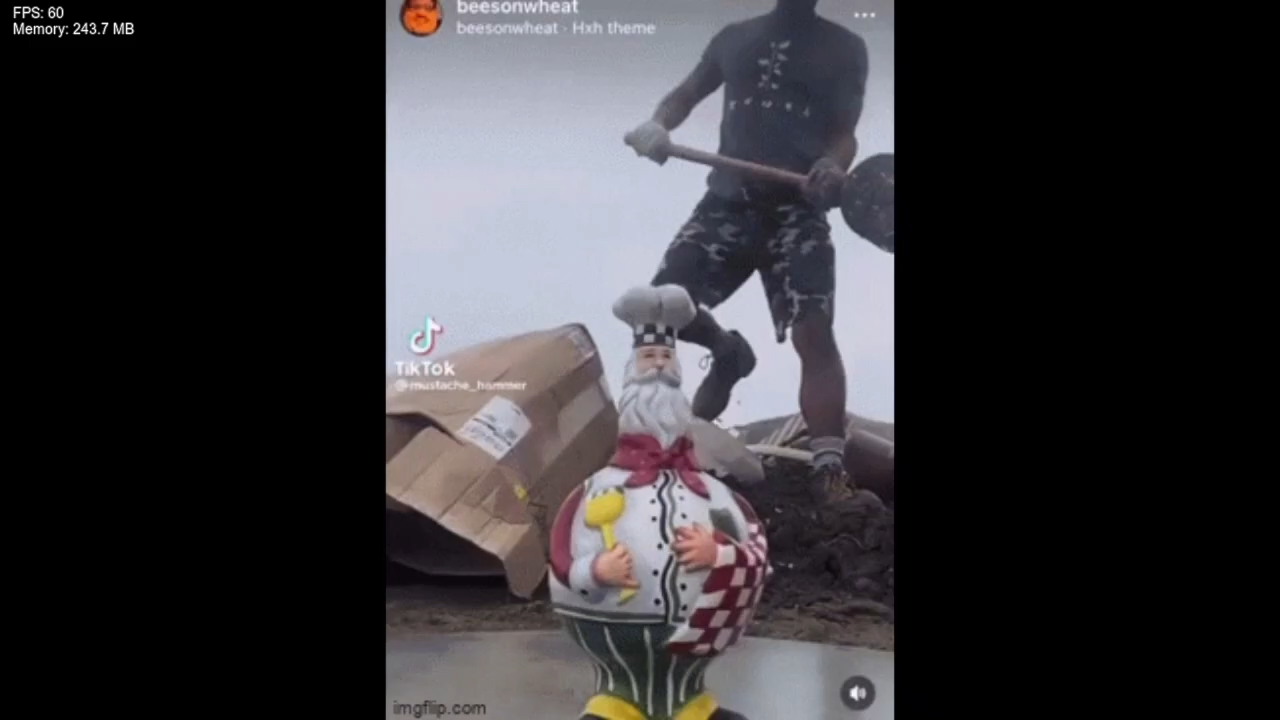 FPS: 60
Memory: 243.7 MB
beesonwheat
beesonwheat · Hxh theme
TikTok
@mustache_hammer
imgflip.com